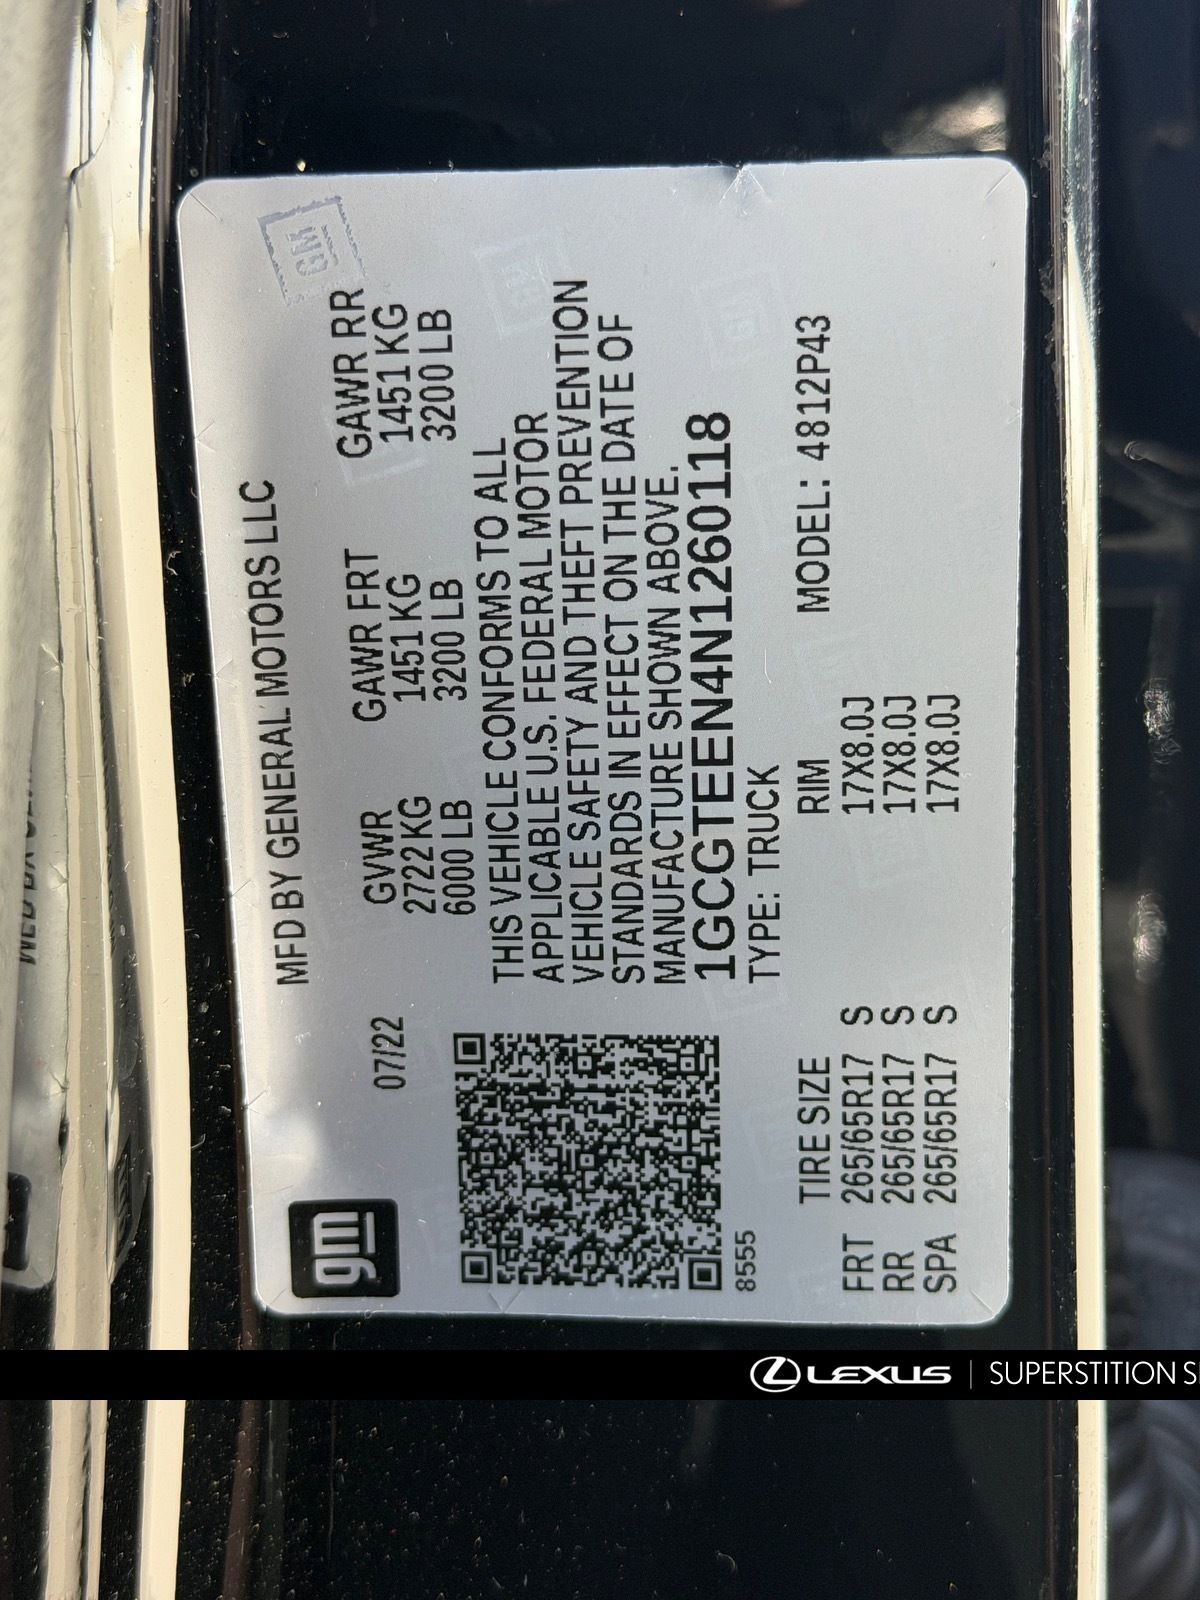 MFD BY GENERAL MOTORS LLC
gm
07/22
GVWR GAWR FRT GAWR RR
2722 KG 1451 KG 1451 KG
6000 LB 3200 LB 3200 LB
THIS VEHICLE CONFORMS TO ALL
APPLICABLE U.S. FEDERAL MOTOR
VEHICLE SAFETY AND THEFT PREVENTION
STANDARDS IN EFFECT ON THE DATE OF
MANUFACTURE SHOWN ABOVE.
1GCGTEEN4N1260118
8555
TYPE: TRUCK
TIRE SIZE RIM MODEL: 4812P43
FRT 265/65R17 S 17X8.0J
RR 265/65R17 S 17X8.0J
SPA 265/65R17 S 17X8.0J
GM
LEXUS | SUPERSTITION